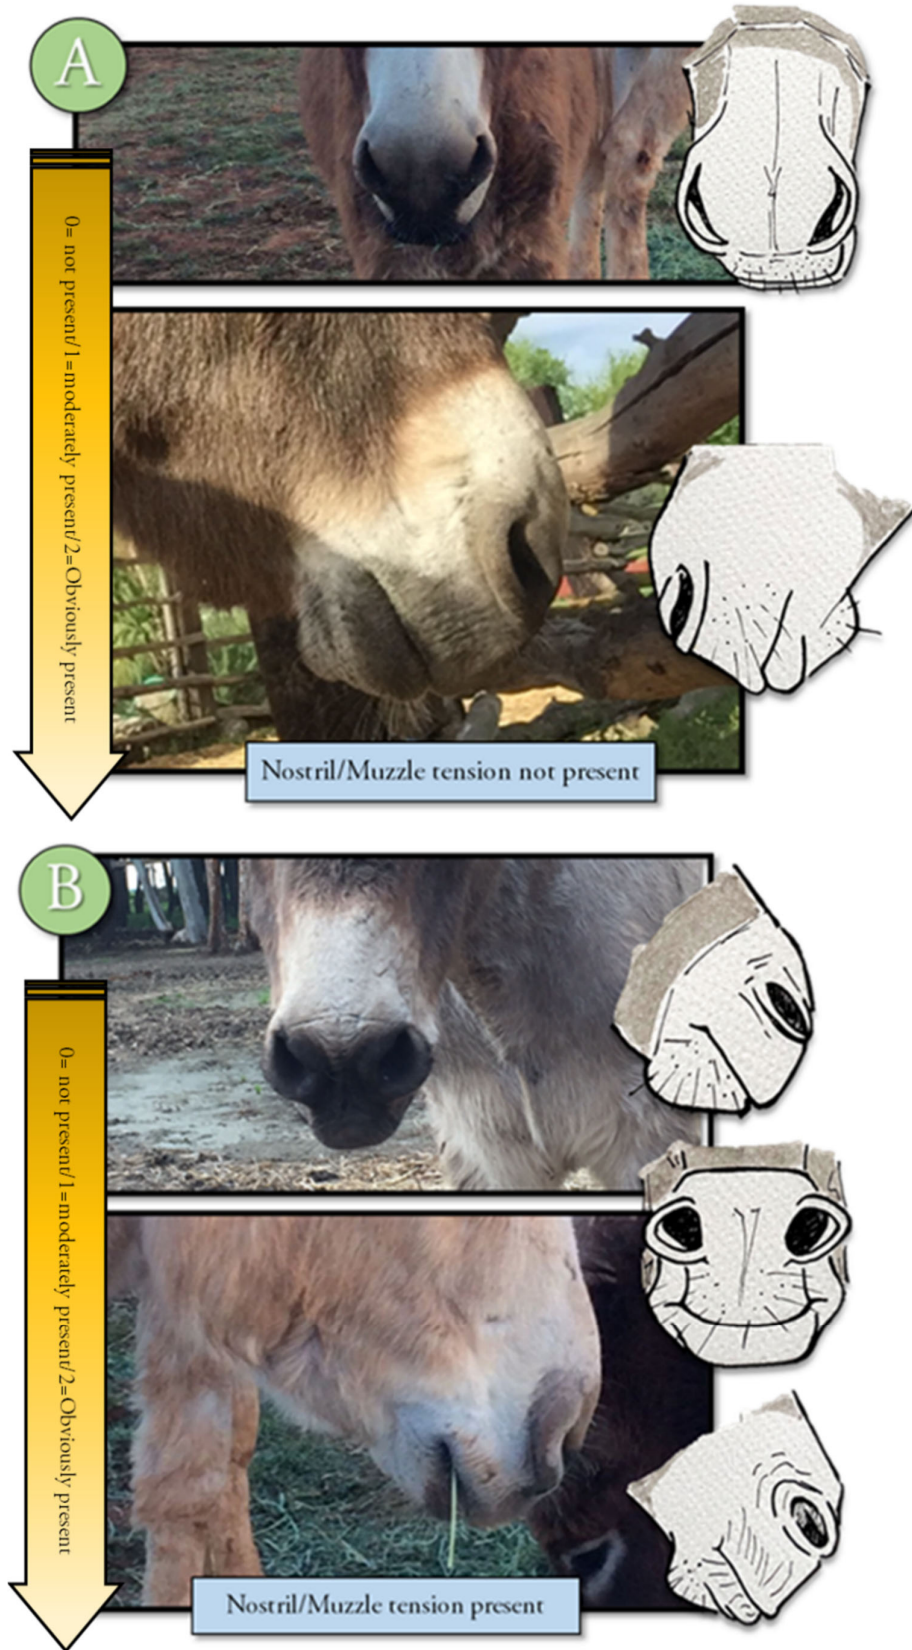 A
0= not present/1=moderately present/2=Obviously present
Nostril/Muzzle tension not present
B
0= not present/1=moderately present/2=Obviously present
Nostril/Muzzle tension present